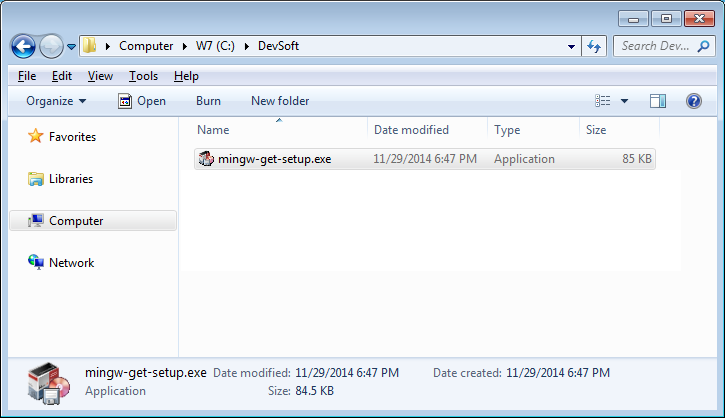 Computer W7 (C:) DevSoft Search Dev...
File Edit View Tools Help
Organize Open Burn New folder
Name Date modified Type Size
Favorites
mingw-get-setup.exe 11/29/2014 6:47 PM Application 85 KB
Libraries
Computer
Network
mingw-get-setup.exe Date modified: 11/29/2014 6:47 PM Date created: 11/29/2014 6:47 PM
Application Size: 84.5 KB